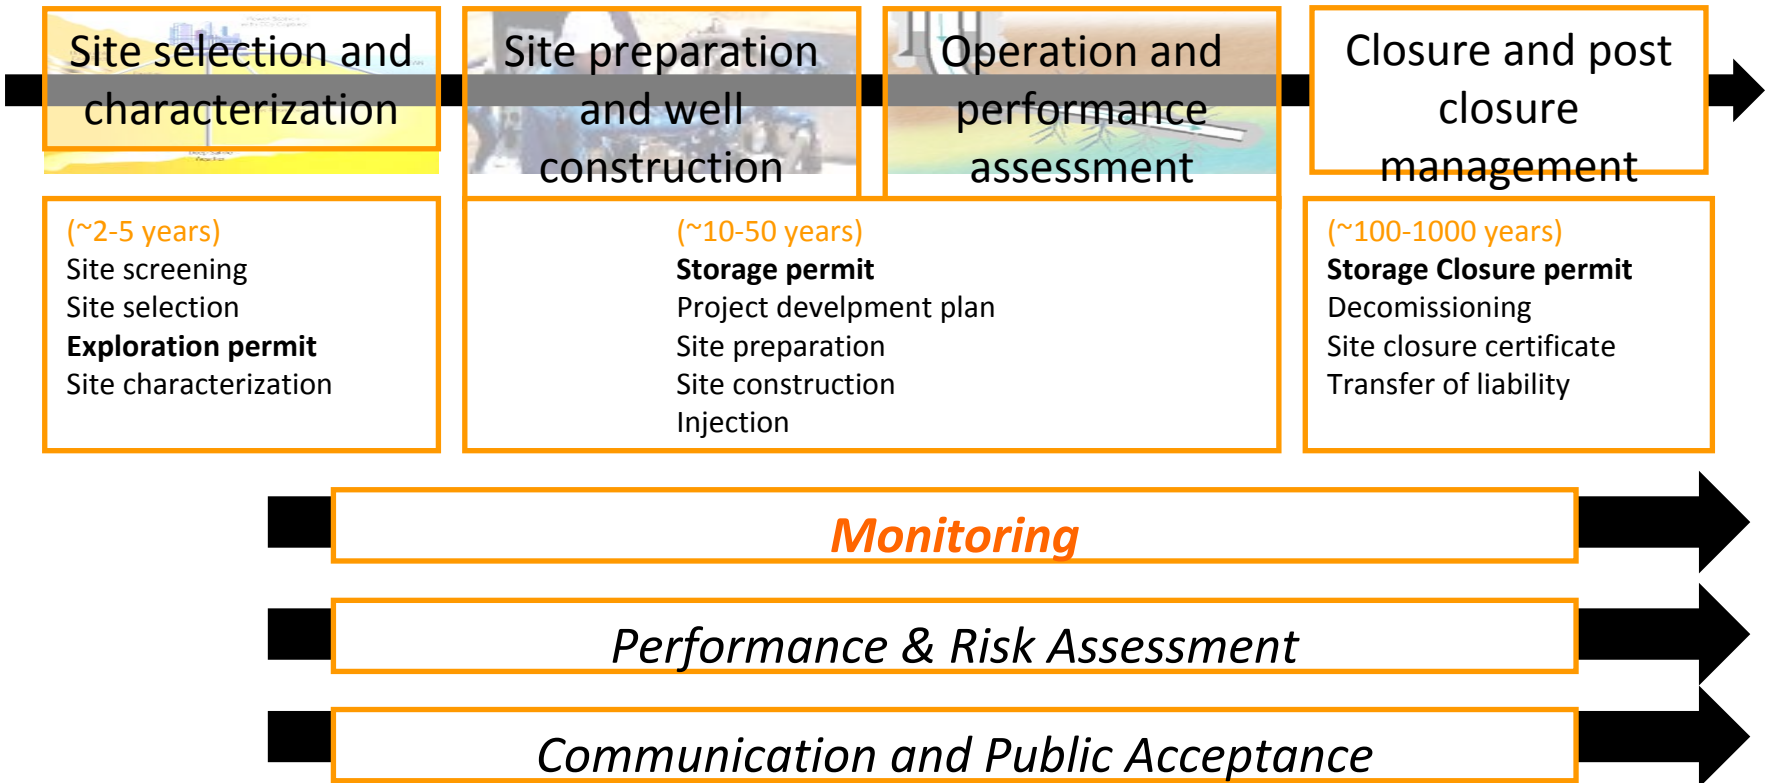 Site selection and
characterization
Site preparation
and well
construction
Operation and
performance
assessment
Closure and post
closure
management
(~2-5 years)
Site screening
Site selection
Exploration permit
Site characterization
(~10-50 years)
Storage permit
Project develpment plan
Site preparation
Site construction
Injection
(~100-1000 years)
Storage Closure permit
Decomissioning
Site closure certificate
Transfer of liability
Monitoring
Performance & Risk Assessment
Communication and Public Acceptance